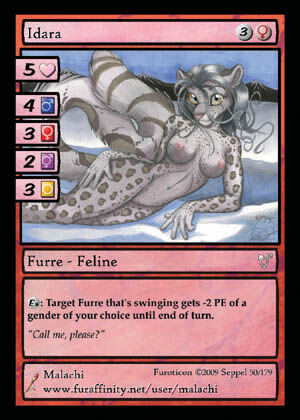 Idara 3
5
4
3
2
3
Furre - Feline
: Target Furre that's swinging gets -2 PE of a
gender of your choice until end of turn.
"Call me, please?"
Malachi Furoticon ©2009 Seppel 50/179
www.furaffinity.net/user/malachi